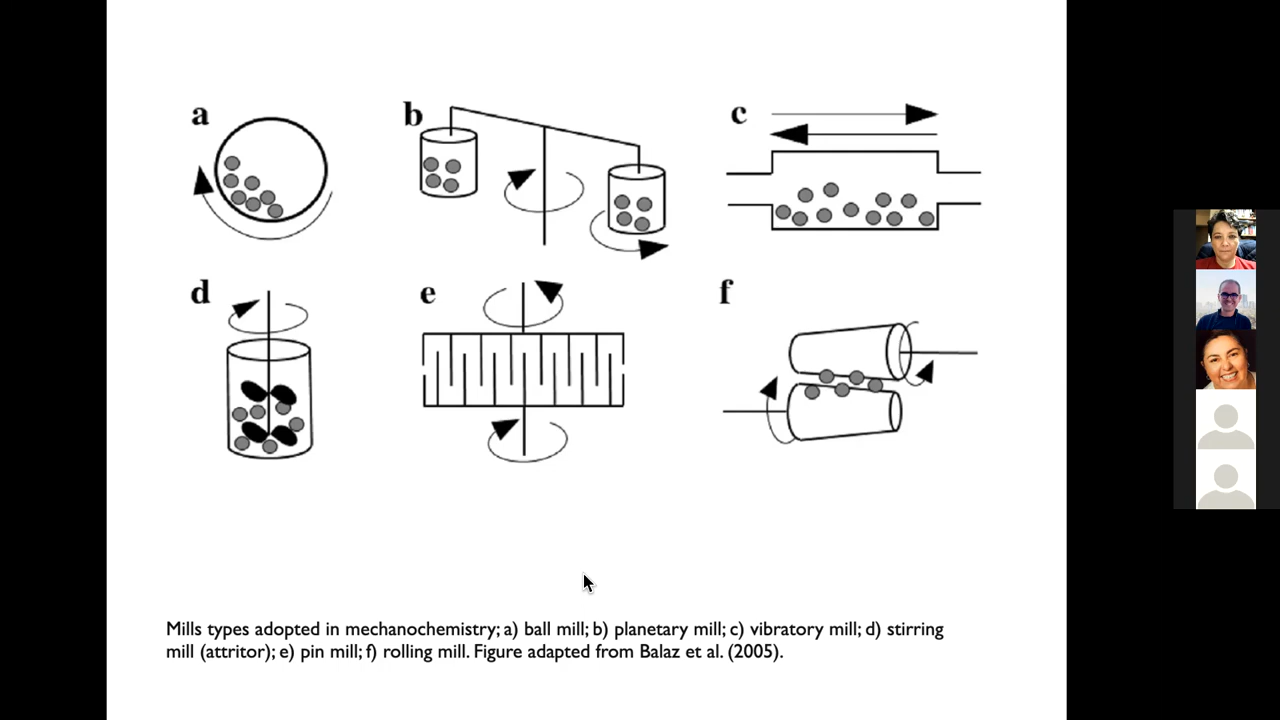 a
b
c
d
e
f
Mills types adopted in mechanochemistry; a) ball mill; b) planetary mill; c) vibratory mill; d) stirring
mill (attritor); e) pin mill; f) rolling mill. Figure adapted from Balaz et al. (2005).